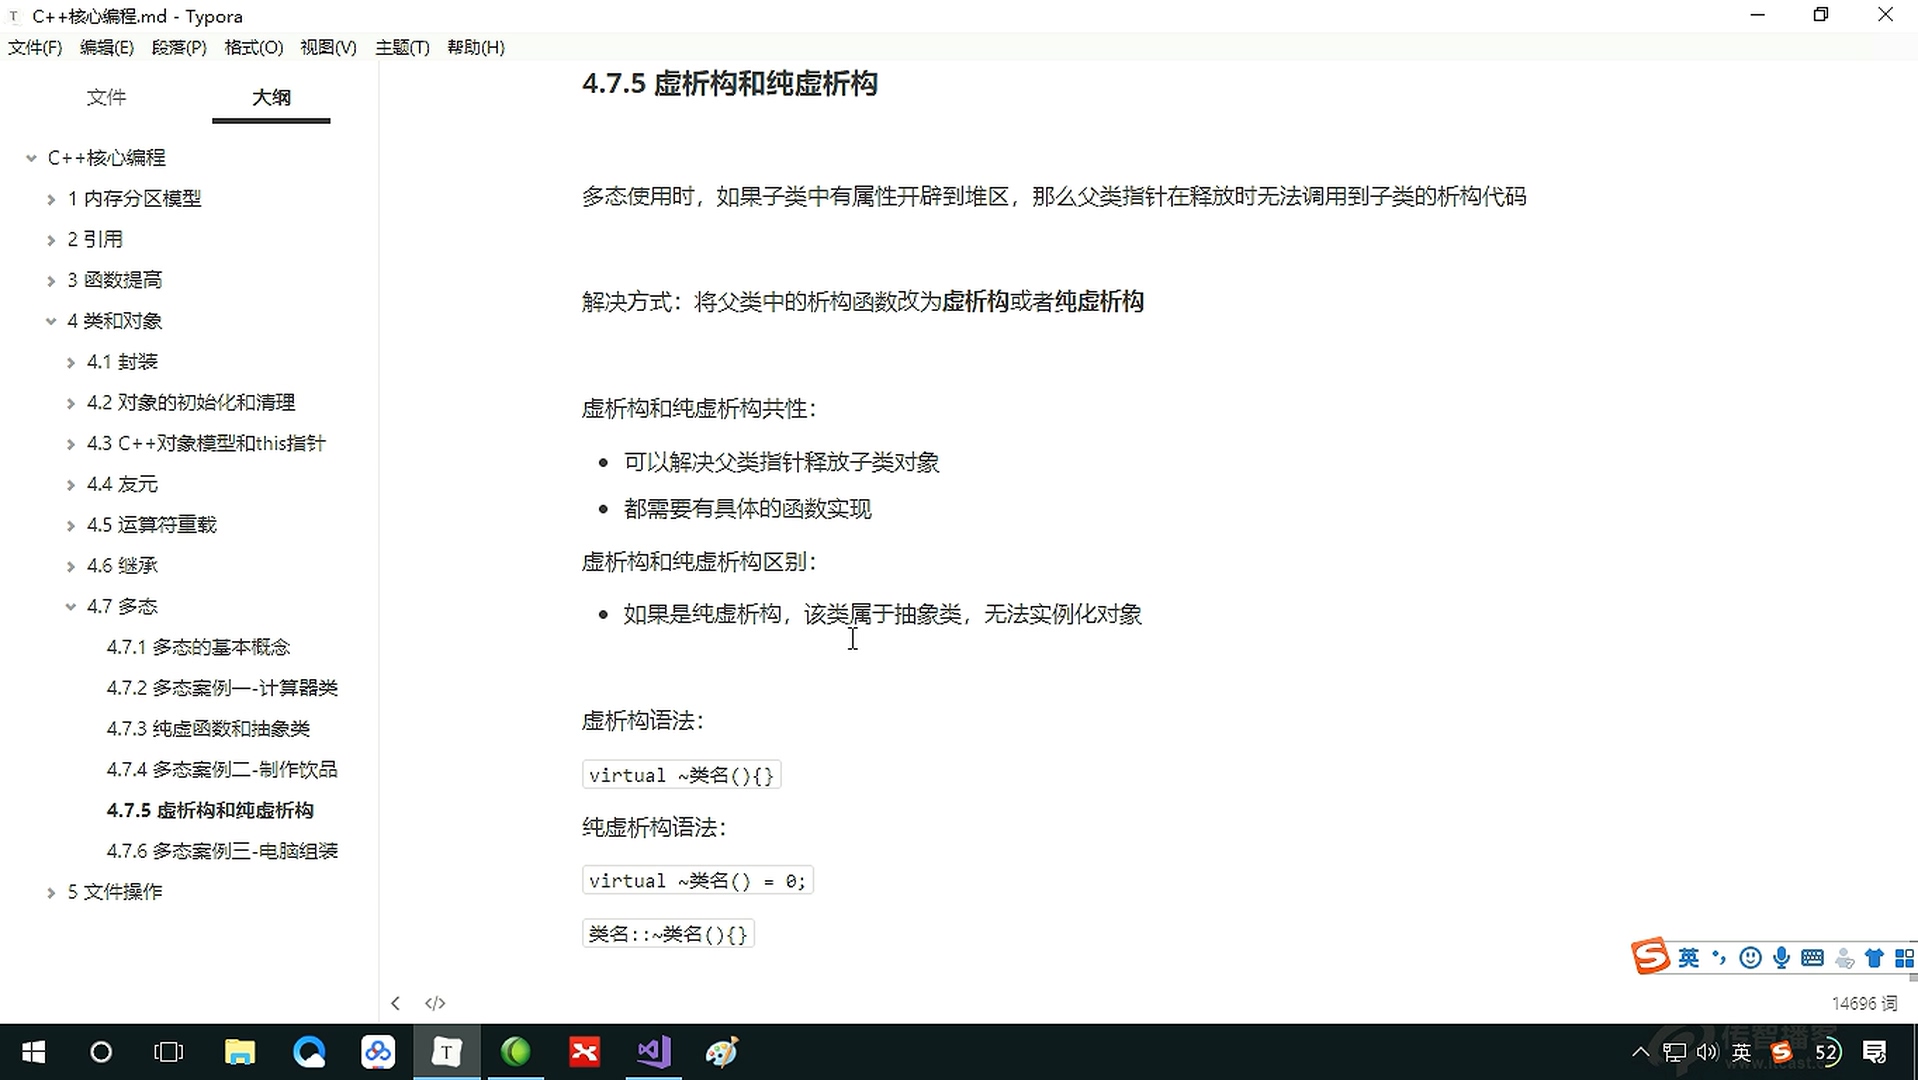 C++核心编程.md - Typora
文件(F) 编辑(E) 段落(P) 格式(O) 视图(V) 主题(T) 帮助(H)
文件 大纲
C++核心编程
1 内存分区模型
2 引用
3 函数提高
4 类和对象
4.1 封装
4.2 对象的初始化和清理
4.3 C++对象模型和this指针
4.4 友元
4.5 运算符重载
4.6 继承
4.7 多态
4.7.1 多态的基本概念
4.7.2 多态案例一-计算器类
4.7.3 纯虚函数和抽象类
4.7.4 多态案例二-制作饮品
4.7.5 虚析构和纯虚析构
4.7.6 多态案例三-电脑组装
5 文件操作
4.7.5 虚析构和纯虚析构
多态使用时，如果子类中有属性开辟到堆区，那么父类指针在释放时无法调用到子类的析构代码
解决方式：将父类中的析构函数改为虚析构或者纯虚析构
虚析构和纯虚析构共性：
可以解决父类指针释放子类对象
都需要有具体的函数实现
虚析构和纯虚析构区别：
如果是纯虚析构，该类属于抽象类，无法实例化对象
虚析构语法：
virtual ~类名(){}
纯虚析构语法：
virtual ~类名() = 0;
类名::~类名(){}
英
14696 词
英 52
传智播客
www.itcast.cn